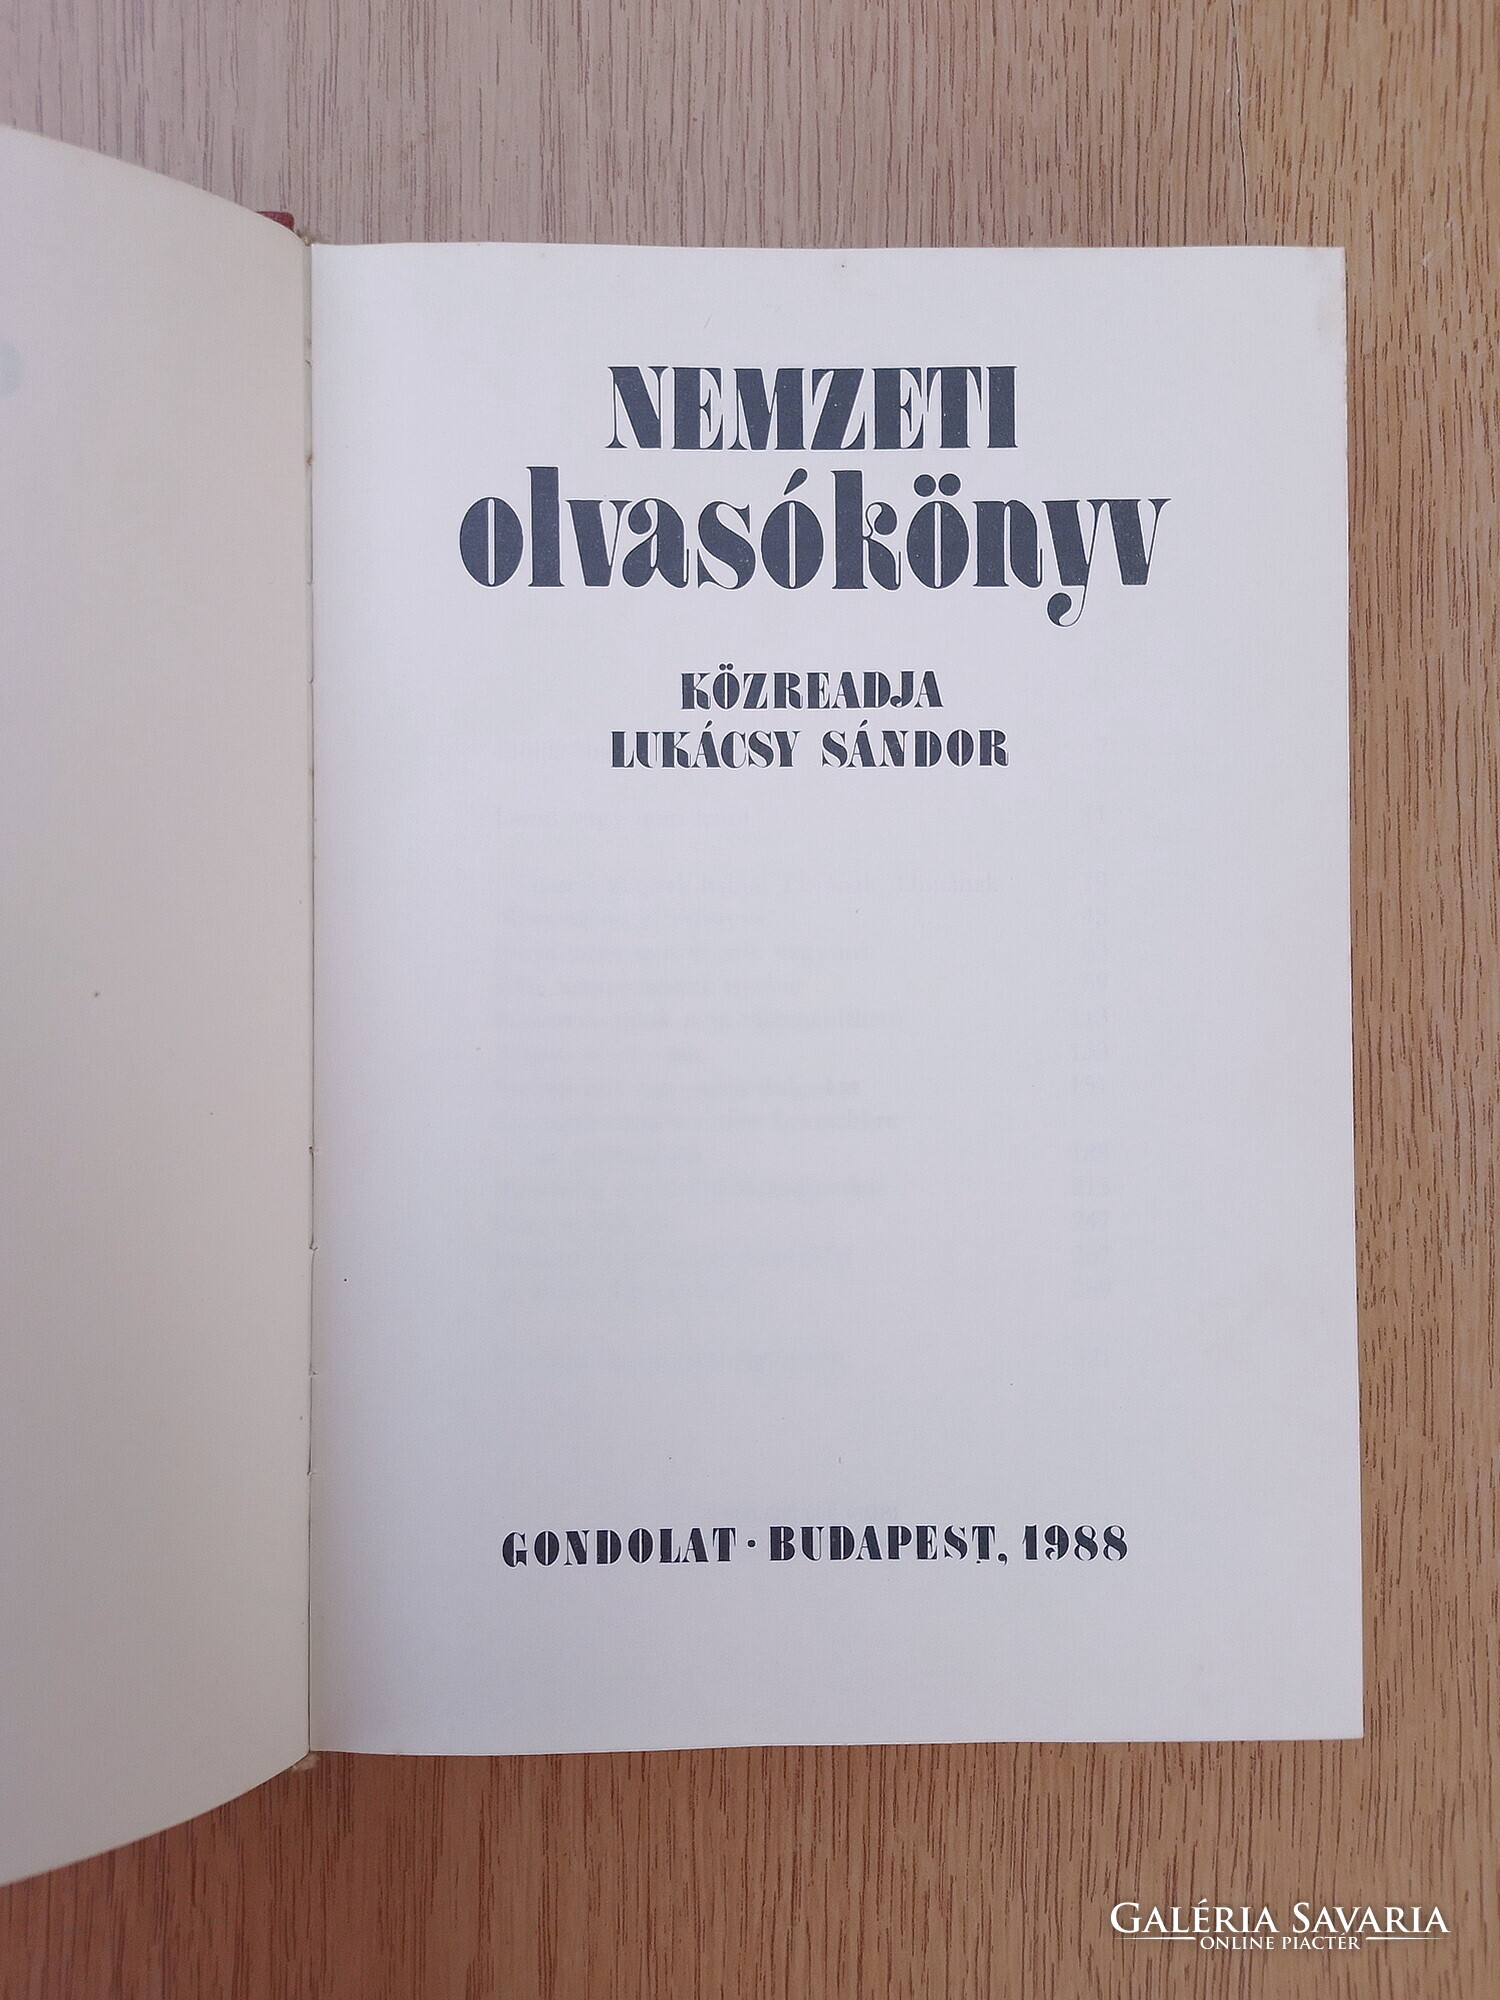 NEMZETI
olvasókönyv
KÖZREADJA
LUKÁCSY SÁNDOR
GONDOLAT · BUDAPEST, 1988
GALÉRIA SAVARIA
ONLINE PIACTÉR